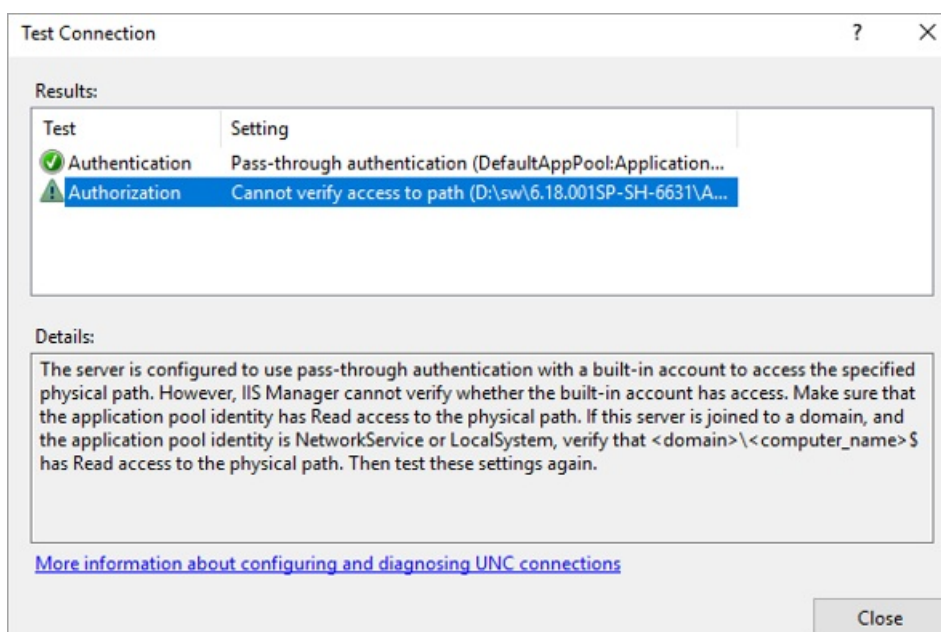 Test Connection ? ×
Results:
Test Setting
Authentication Pass-through authentication (DefaultAppPool:Application...
Authorization Cannot verify access to path (D:\sw\6.18.001SP-SH-6631\A...
Details:
The server is configured to use pass-through authentication with a built-in account to access the specified
physical path. However, IIS Manager cannot verify whether the built-in account has access. Make sure that
the application pool identity has Read access to the physical path. If this server is joined to a domain, and
the application pool identity is NetworkService or LocalSystem, verify that <domain>\<computer_name>$
has Read access to the physical path. Then test these settings again.
More information about configuring and diagnosing UNC connections
Close